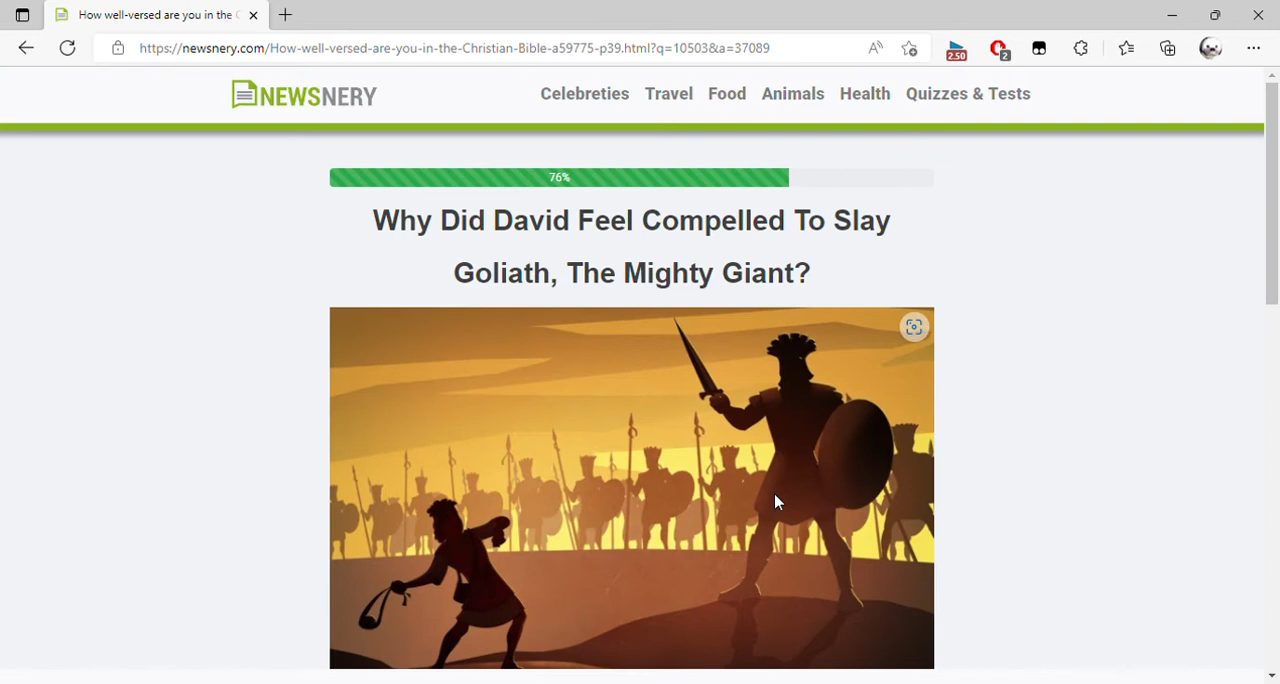 How well-versed are you in the
https://newsnery.com/How-well-versed-are-you-in-the-Christian-Bible-a59775-p39.html?q=10503&a=37089
2.50
2
NEWSNERY
Celebreties Travel Food Animals Health Quizzes & Tests
76%
Why Did David Feel Compelled To Slay
Goliath, The Mighty Giant?